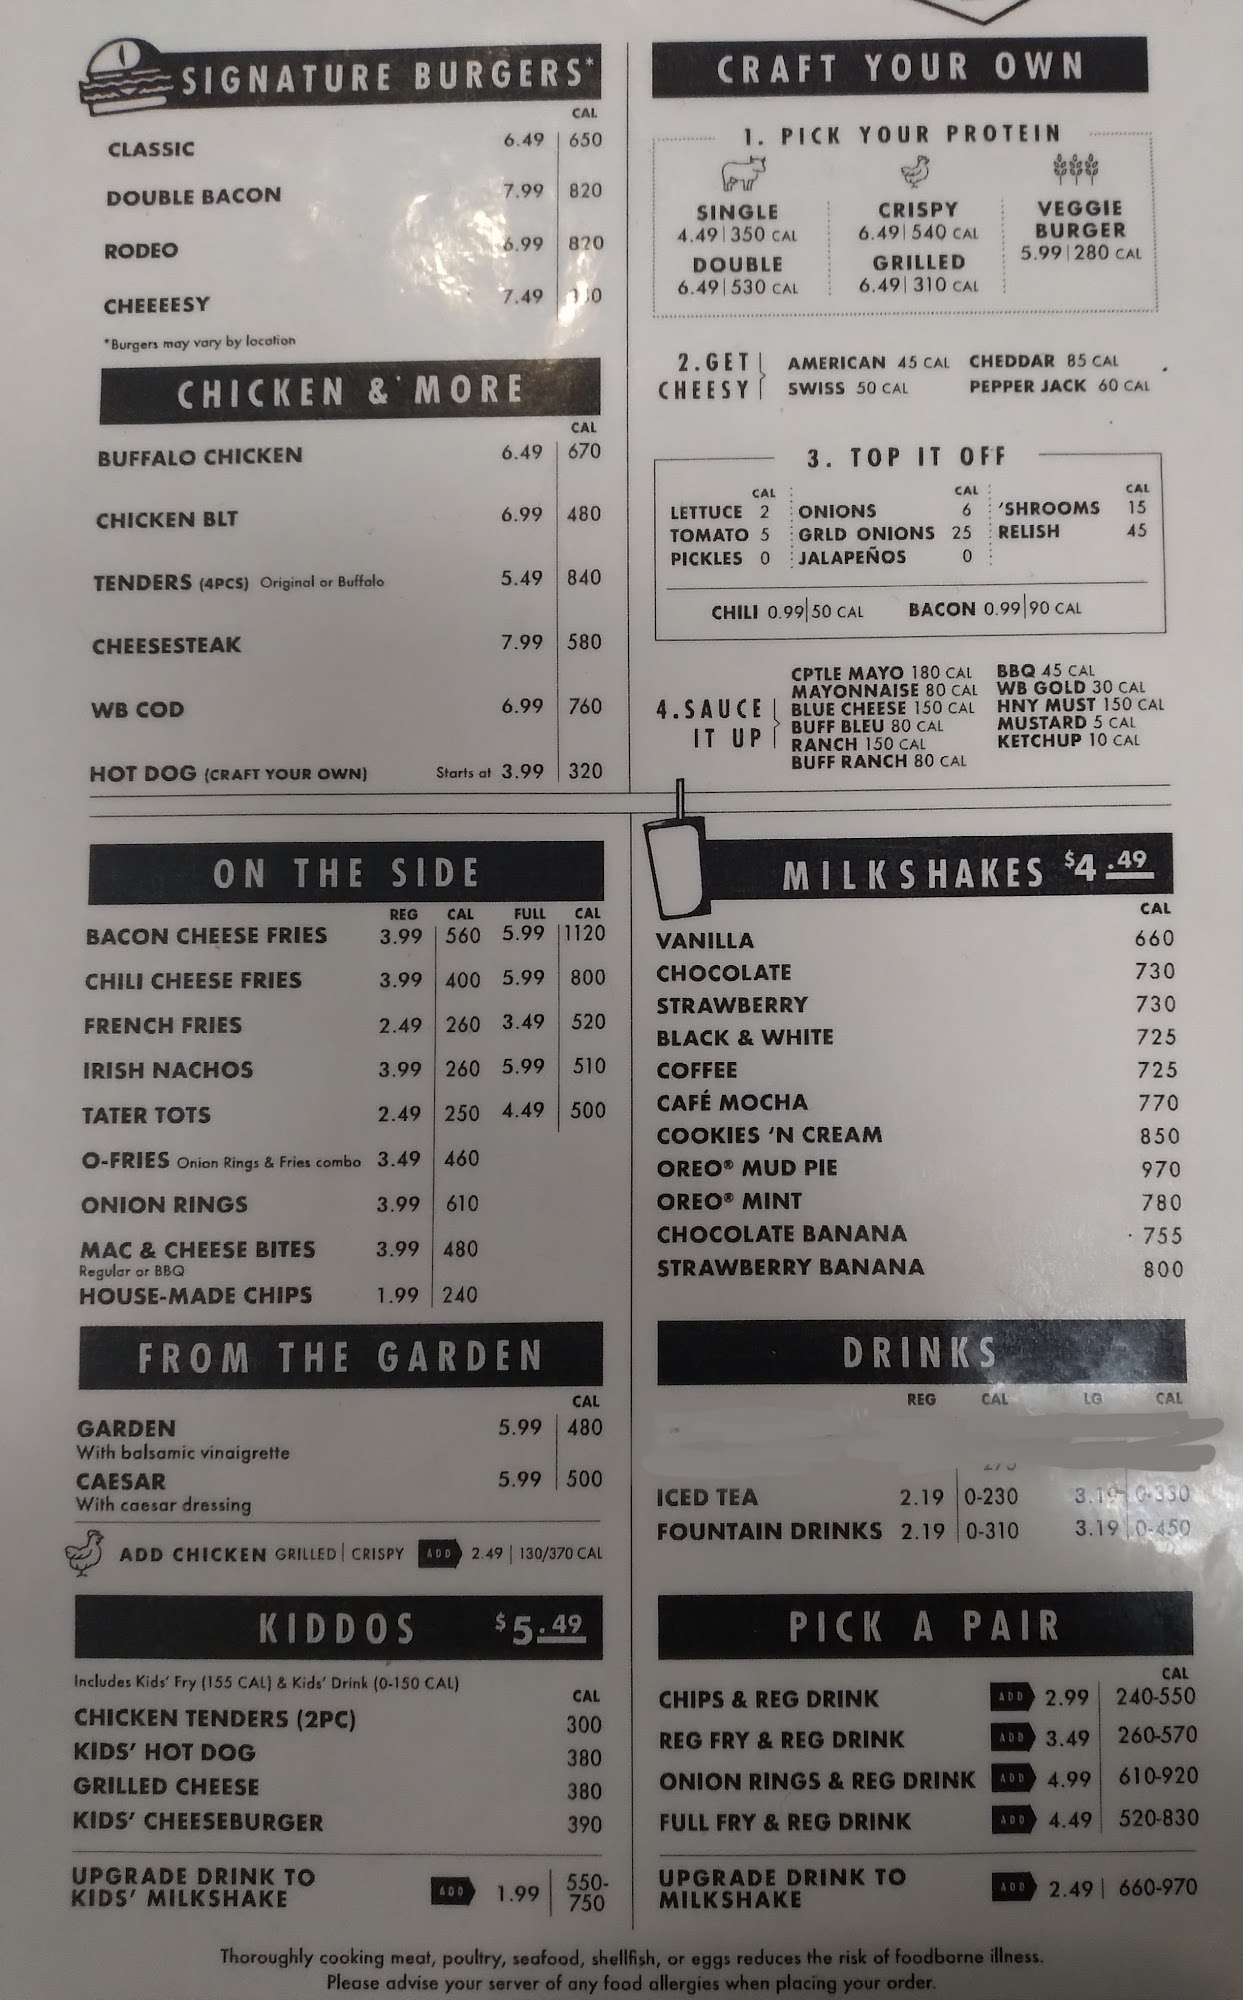 SIGNATURE BURGERS*
CAL
CLASSIC 6.49 650
DOUBLE BACON 7.99 820
RODEO 6.99 820
CHEEEESY 7.49
*Burgers may vary by location
CHICKEN & MORE
CAL
BUFFALO CHICKEN 6.49 670
CHICKEN BLT 6.99 480
TENDERS (4PCS) Original or Buffalo 5.49 840
CHEESESTEAK 7.99 580
WB COD 6.99 760
HOT DOG (CRAFT YOUR OWN) Starts at 3.99 320
CRAFT YOUR OWN
1. PICK YOUR PROTEIN
SINGLE
4.49|350 CAL
DOUBLE
6.49|530 CAL
CRISPY
6.49|540 CAL
GRILLED
6.49|310 CAL
VEGGIE
BURGER
5.99|280 CAL
2.GET
CHEESY
AMERICAN 45 CAL CHEDDAR 85 CAL
SWISS 50 CAL PEPPER JACK 60 CAL
3. TOP IT OFF
CAL CAL CAL
LETTUCE 2 ONIONS 6 'SHROOMS 15
TOMATO 5 GRLD ONIONS 25 RELISH 45
PICKLES 0 JALAPEÑOS 0
CHILI 0.99|50 CAL BACON 0.99|90 CAL
4.SAUCE
IT UP
CPTLE MAYO 180 CAL BBQ 45 CAL
MAYONNAISE 80 CAL WB GOLD 30 CAL
BLUE CHEESE 150 CAL HNY MUST 150 CAL
BUFF BLEU 80 CAL MUSTARD 5 CAL
RANCH 150 CAL KETCHUP 10 CAL
BUFF RANCH 80 CAL
ON THE SIDE
REG CAL FULL CAL
BACON CHEESE FRIES 3.99 560 5.99 1120
CHILI CHEESE FRIES 3.99 400 5.99 800
FRENCH FRIES 2.49 260 3.49 520
IRISH NACHOS 3.99 260 5.99 510
TATER TOTS 2.49 250 4.49 500
O-FRIES Onion Rings & Fries combo 3.49 460
ONION RINGS 3.99 610
MAC & CHEESE BITES 3.99 480
Regular or BBQ
HOUSE-MADE CHIPS 1.99 240
FROM THE GARDEN
CAL
GARDEN 5.99 480
With balsamic vinaigrette
CAESAR 5.99 500
With caesar dressing
ADD CHICKEN GRILLED|CRISPY ADD 2.49|130/370 CAL
KIDDOS $5.49
Includes Kids' Fry (155 CAL) & Kids' Drink (0-150 CAL)
CAL
CHICKEN TENDERS (2PC) 300
KIDS' HOT DOG 380
GRILLED CHEESE 380
KIDS' CHEESEBURGER 390
UPGRADE DRINK TO
KIDS' MILKSHAKE ADD 1.99 550-
750
MILKSHAKES $4.49
CAL
VANILLA 660
CHOCOLATE 730
STRAWBERRY 730
BLACK & WHITE 725
COFFEE 725
CAFÉ MOCHA 770
COOKIES 'N CREAM 850
OREO® MUD PIE 970
OREO® MINT 780
CHOCOLATE BANANA 755
STRAWBERRY BANANA 800
DRINKS
REG CAL LG CAL
ICED TEA 2.19 0-230 3.19 0-330
FOUNTAIN DRINKS 2.19 0-310 3.19 0-450
PICK A PAIR
CAL
CHIPS & REG DRINK ADD 2.99 240-550
REG FRY & REG DRINK ADD 3.49 260-570
ONION RINGS & REG DRINK ADD 4.99 610-920
FULL FRY & REG DRINK ADD 4.49 520-830
UPGRADE DRINK TO
MILKSHAKE ADD 2.49 660-970
Thoroughly cooking meat, poultry, seafood, shellfish, or eggs reduces the risk of foodborne illness.
Please advise your server of any food allergies when placing your order.